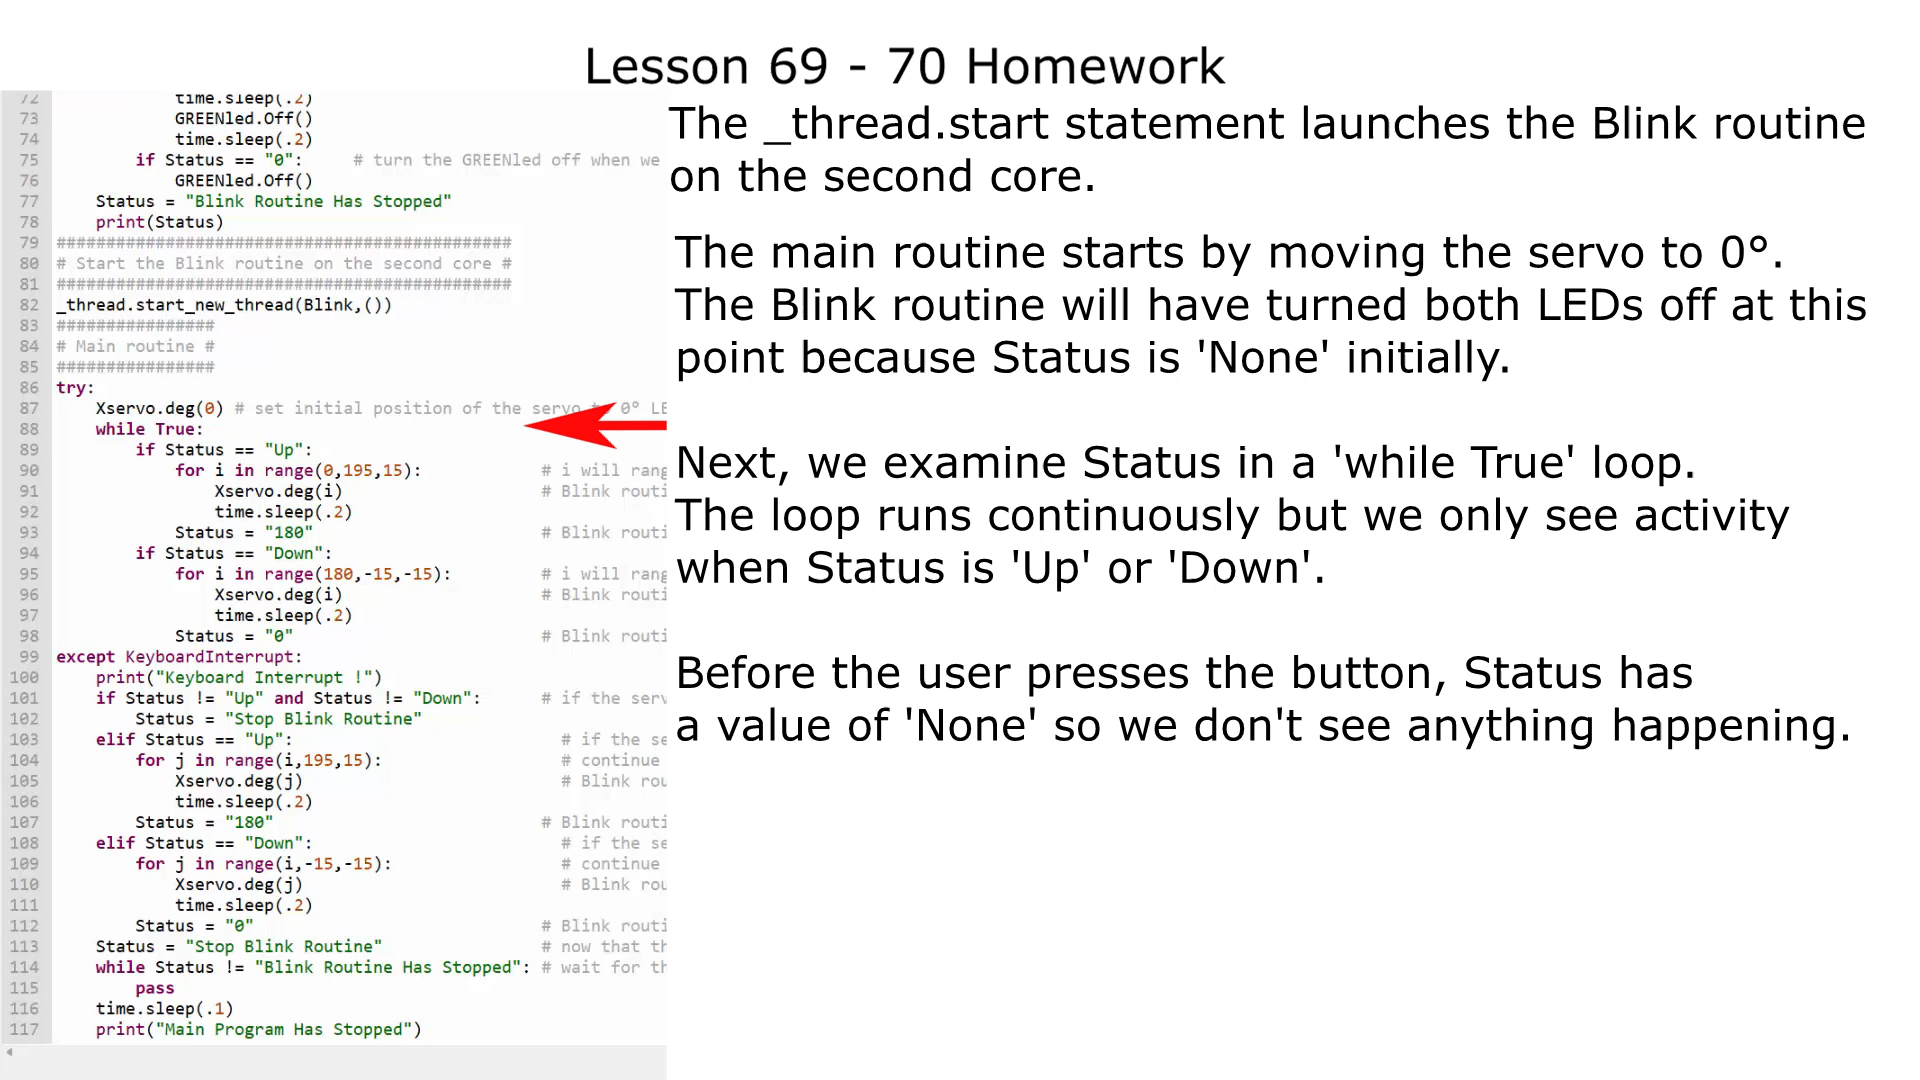 Lesson 69 - 70 Homework
72 time.sleep(.2)
73 GREENled.Off()
74 time.sleep(.2)
75 if Status == "0": # turn the GREENled off when we
76 GREENled.Off()
77 Status = "Blink Routine Has Stopped"
78 print(Status)
79 ##############################################
80 # Start the Blink routine on the second core #
81 ##############################################
82 _thread.start_new_thread(Blink,())
83 ################
84 # Main routine #
85 ################
86 try:
87 Xservo.deg(0) # set initial position of the servo to 0° LE
88 while True:
89 if Status == "Up":
90 for i in range(0,195,15): # i will rang
91 Xservo.deg(i) # Blink routi
92 time.sleep(.2)
93 Status = "180" # Blink routi
94 if Status == "Down":
95 for i in range(180,-15,-15): # i will rang
96 Xservo.deg(i) # Blink routi
97 time.sleep(.2)
98 Status = "0" # Blink routi
99 except KeyboardInterrupt:
100 print("Keyboard Interrupt !")
101 if Status != "Up" and Status != "Down": # if the serv
102 Status = "Stop Blink Routine"
103 elif Status == "Up": # if the se
104 for j in range(i,195,15): # continue
105 Xservo.deg(j) # Blink rou
106 time.sleep(.2)
107 Status = "180" # Blink routi
108 elif Status == "Down": # if the se
109 for j in range(i,-15,-15): # continue
110 Xservo.deg(j) # Blink rou
111 time.sleep(.2)
112 Status = "0" # Blink routi
113 Status = "Stop Blink Routine" # now that th
114 while Status != "Blink Routine Has Stopped": # wait for th
115 pass
116 time.sleep(.1)
117 print("Main Program Has Stopped")
The _thread.start statement launches the Blink routine
on the second core.
The main routine starts by moving the servo to 0°.
The Blink routine will have turned both LEDs off at this
point because Status is 'None' initially.
Next, we examine Status in a 'while True' loop.
The loop runs continuously but we only see activity
when Status is 'Up' or 'Down'.
Before the user presses the button, Status has
a value of 'None' so we don't see anything happening.